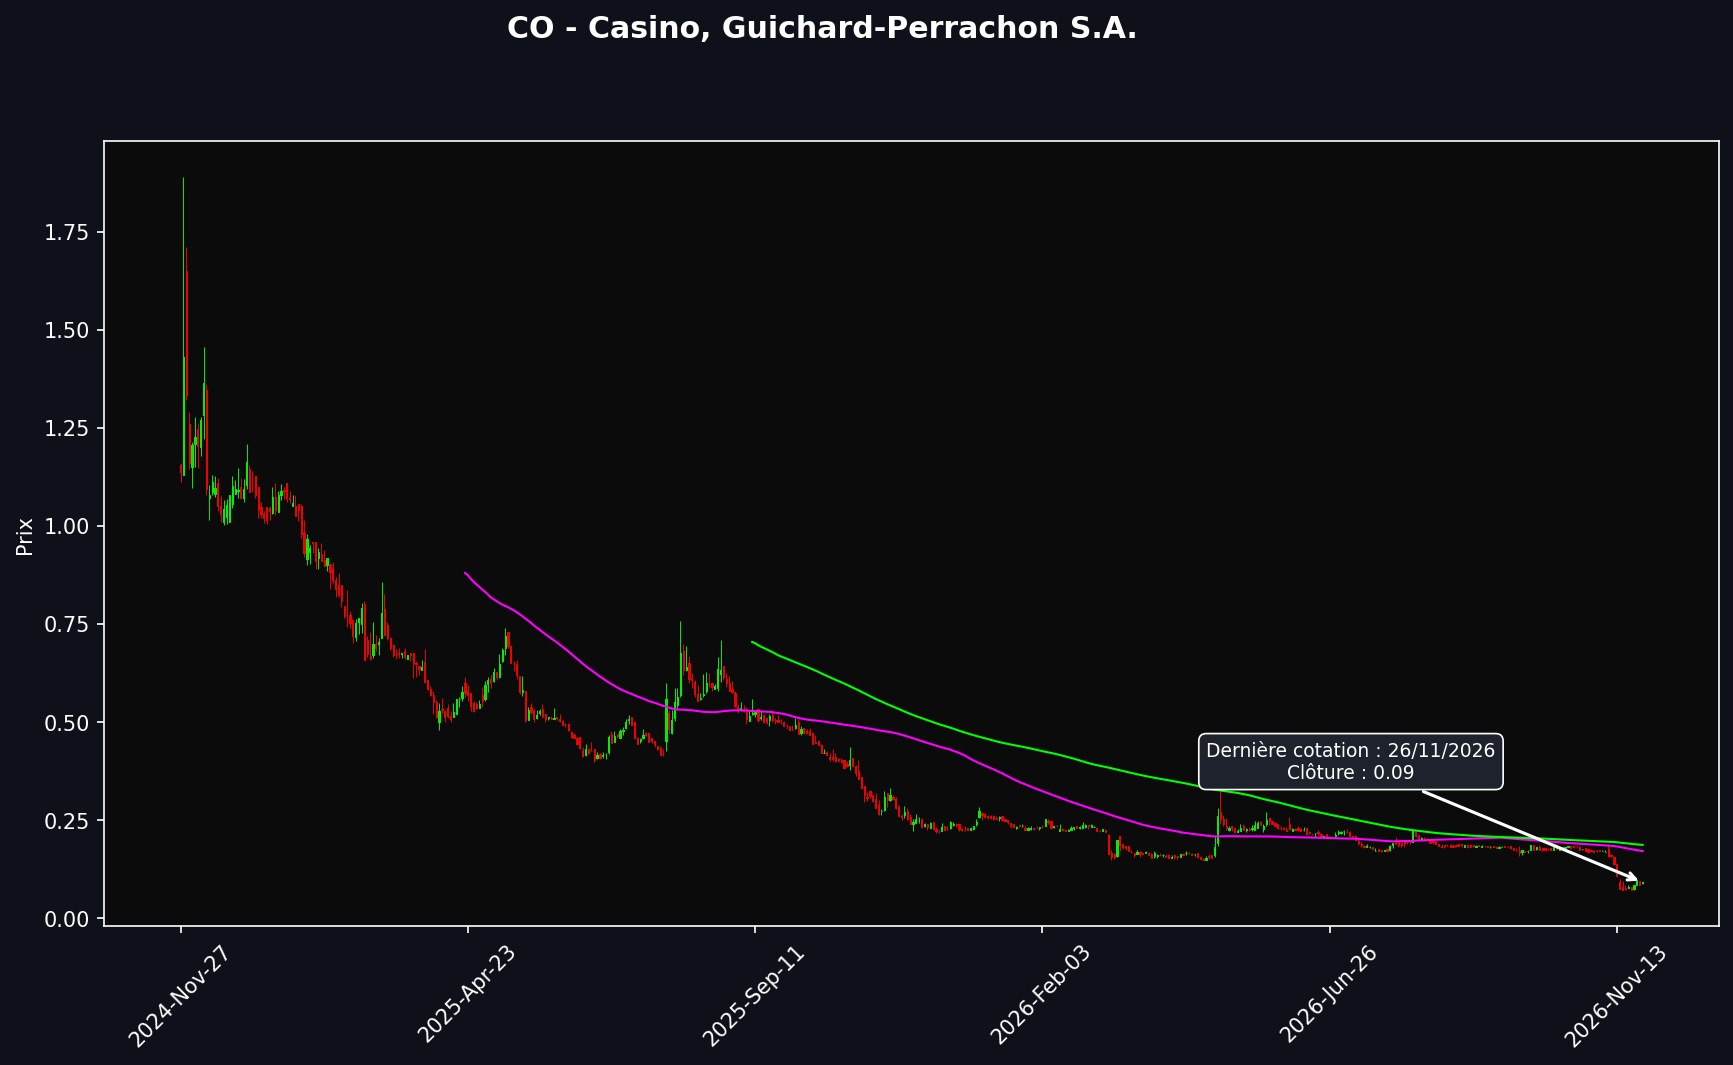 CO - Casino, Guichard-Perrachon S.A.
Prix
1.75
1.50
1.25
1.00
0.75
0.50
0.25
0.00
Dernière cotation : 26/11/2026
Clôture : 0.09
2024-Nov-27
2025-Apr-23
2025-Sep-11
2026-Feb-03
2026-Jun-26
2026-Nov-13